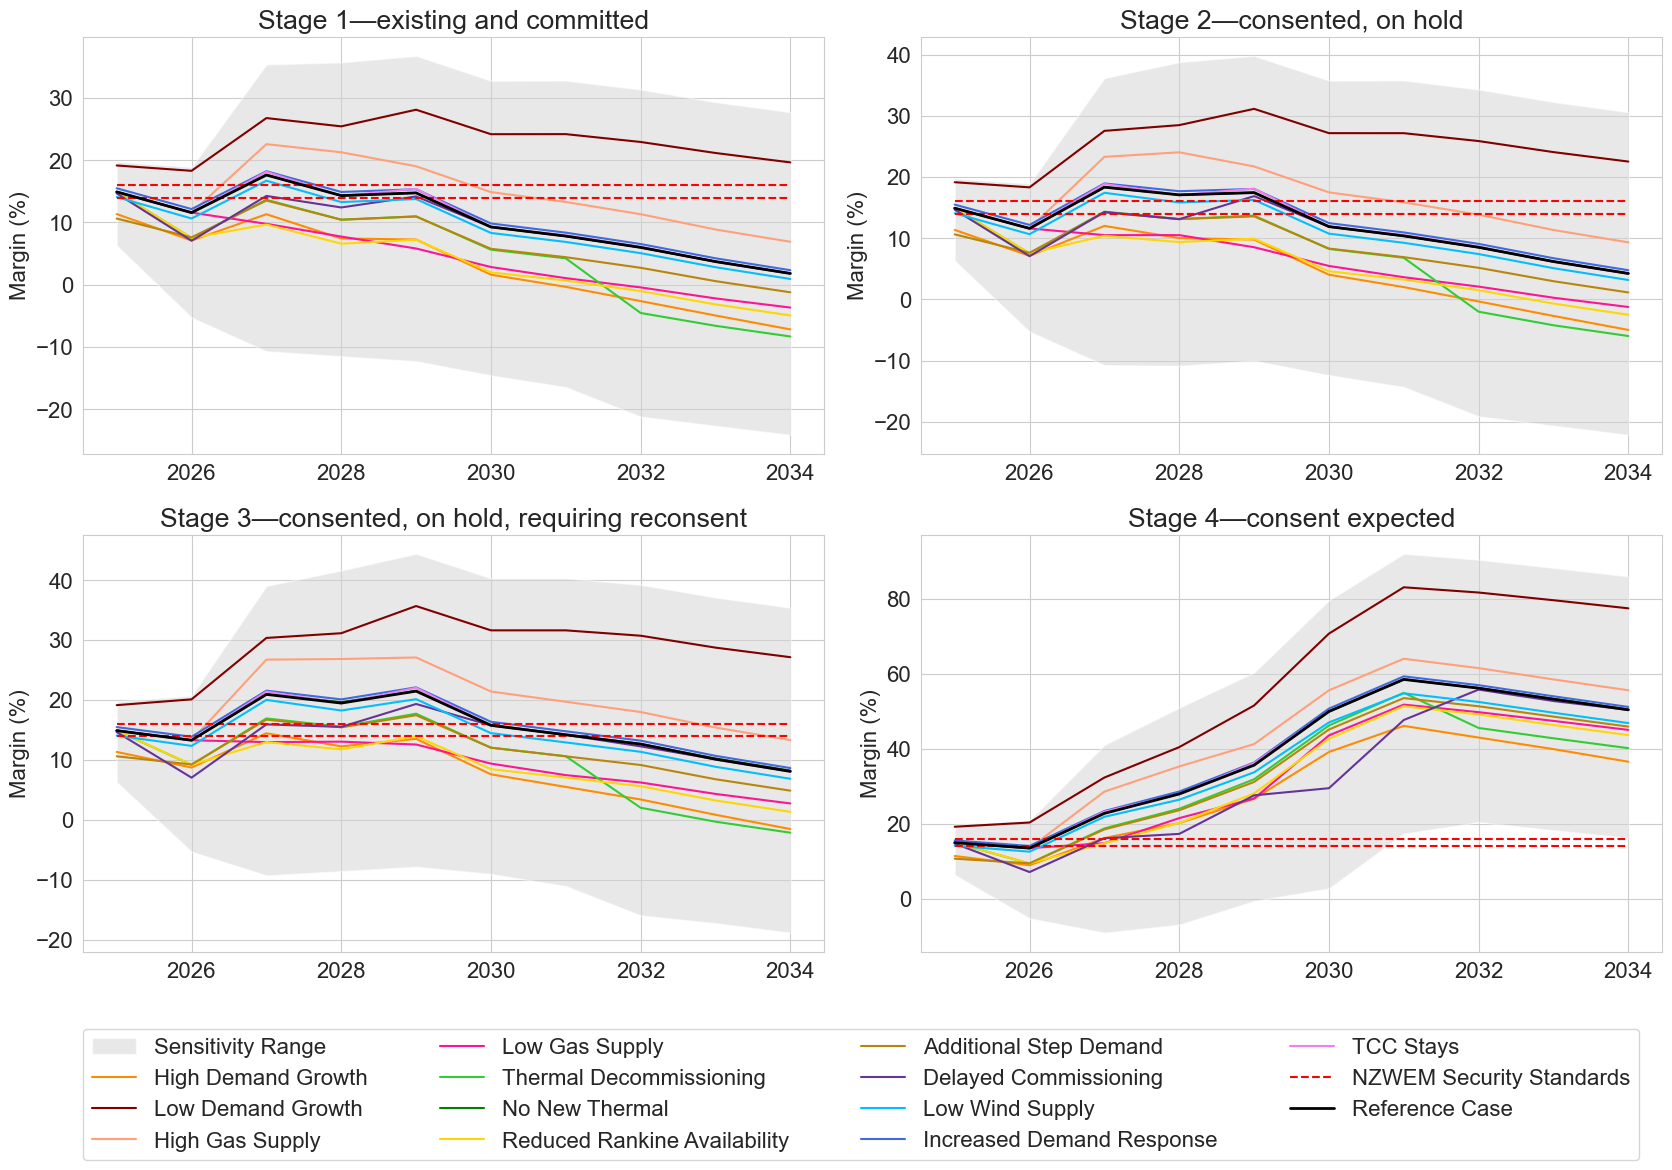 Stage 1—existing and committed
Margin (%)
30
20
10
0
−10
−20
2026 2028 2030 2032 2034
Stage 2—consented, on hold
Margin (%)
40
30
20
10
0
−10
−20
2026 2028 2030 2032 2034
Stage 3—consented, on hold, requiring reconsent
Margin (%)
40
30
20
10
0
−10
−20
2026 2028 2030 2032 2034
Stage 4—consent expected
Margin (%)
80
60
40
20
0
2026 2028 2030 2032 2034
Sensitivity Range
High Demand Growth
Low Demand Growth
High Gas Supply
Low Gas Supply
Thermal Decommissioning
No New Thermal
Reduced Rankine Availability
Additional Step Demand
Delayed Commissioning
Low Wind Supply
Increased Demand Response
TCC Stays
NZWEM Security Standards
Reference Case